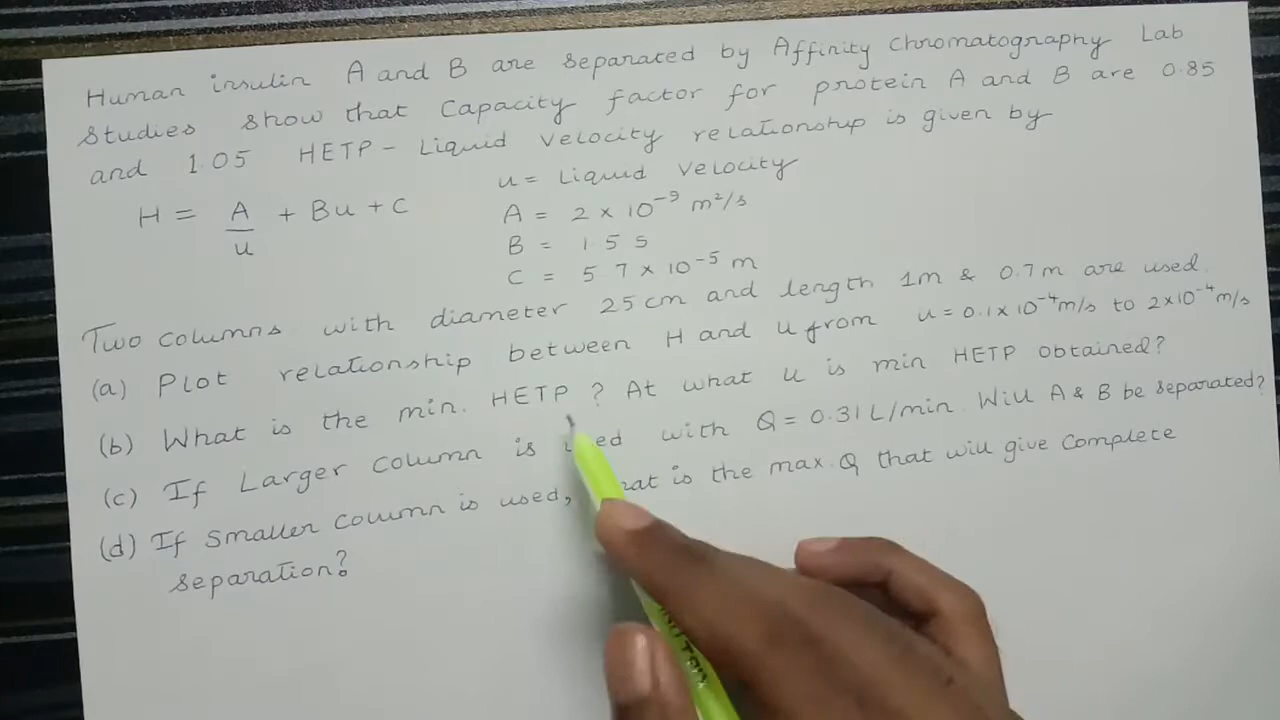 Human insulin A and B are separated by Affinity chromatography Lab
studies show that Capacity factor for protein A and B are 0.85
and 1.05 HETP - Liquid velocity relationship is given by
H = A/u + Bu + C
u = Liquid velocity
A = 2 × 10⁻⁹ m²/s
B = 1.5 s
C = 5.7 × 10⁻⁵ m
Two columns with diameter 25 cm and length 1m & 0.7m are used.
(a) Plot relationship between H and u from u = 0.1×10⁻⁴ m/s to 2×10⁻⁴ m/s
(b) What is the min. HETP? At what u is min HETP obtained?
(c) If Larger column is with Q = 0.31 L/min. Will A & B be separated?
(d) If smaller column is used, is the max. Q that will give complete
separation?